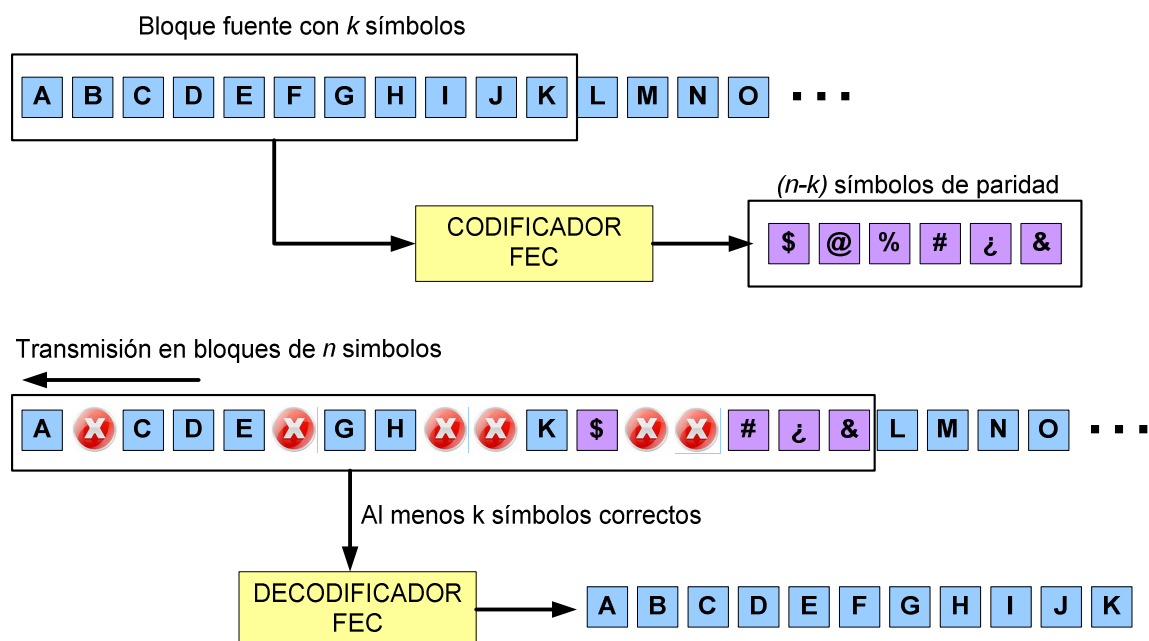 Bloque fuente con k símbolos
A B C D E F G H I J K L M N O ...
(n-k) símbolos de paridad
CODIFICADOR
FEC
$ @ % # ¿ &
Transmisión en bloques de n simbolos
A X C D E X G H X X K $ X X # ¿ & L M N O ...
Al menos k símbolos correctos
DECODIFICADOR
FEC
A B C D E F G H I J K